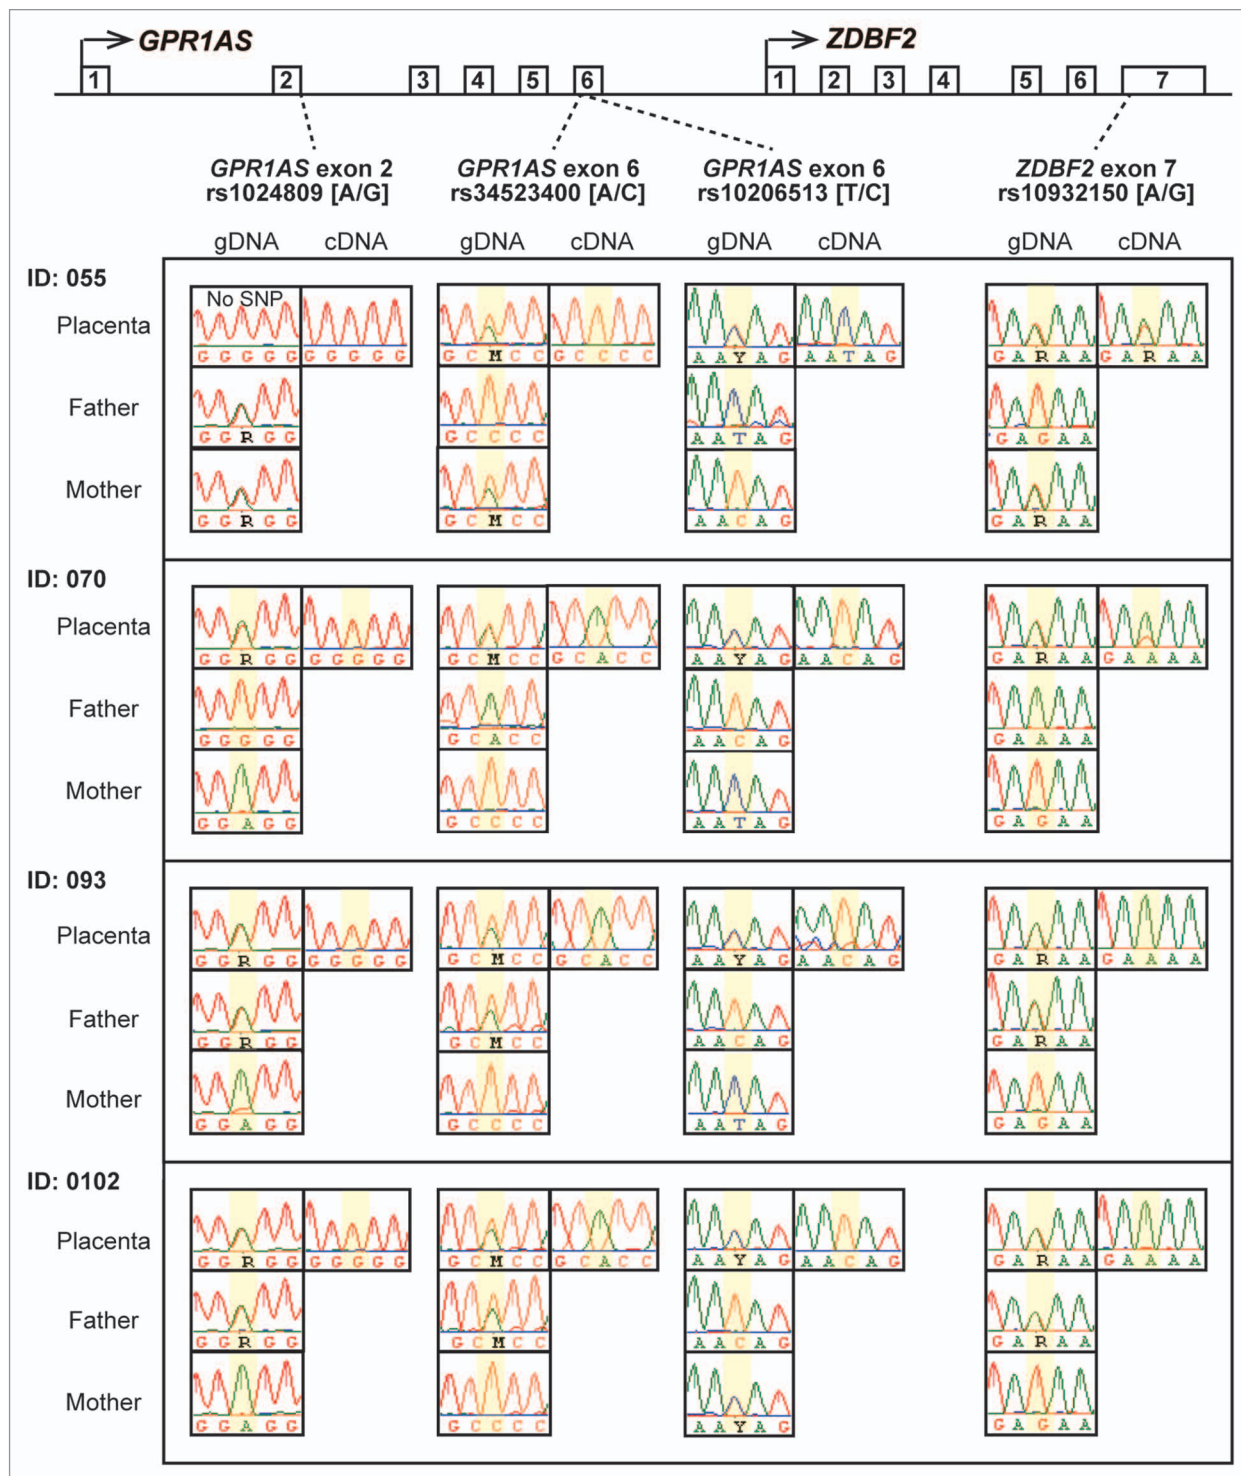 GPR1AS ZDBF2
1 2 3 4 5 6 1 2 3 4 5 6 7
GPR1AS exon 2 GPR1AS exon 6 GPR1AS exon 6 ZDBF2 exon 7
rs1024809 [A/G] rs34523400 [A/C] rs10206513 [T/C] rs10932150 [A/G]
gDNA cDNA gDNA cDNA gDNA cDNA gDNA cDNA
ID: 055
No SNP
Placenta
G G G G G G G G G G G C M C C G C C C C A A Y A G A A T A G G A R A A G A R A A
Father
G G R G G G C C C C A A T A G G A G A A
Mother
G G R G G G C M C C A A C A G G A R A A
ID: 070
Placenta
G G R G G G G G G G G C M C C G C A C C A A Y A G A A C A G G A R A A G A A A A
Father
G G G G G G C A C C A A C A G G A A A A
Mother
G G A G G G C C C C A A T A G G A G A A
ID: 093
Placenta
G G R G G G G G G G G C M C C G C A C C A A Y A G A A C A G G A R A A G A A A A
Father
G G R G G G C M C C A A C A G G A R A A
Mother
G G A G G G C C C C A A T A G G A G A A
ID: 0102
Placenta
G G R G G G G G G G G C M C C G C A C C A A Y A G A A C A G G A R A A G A A A A
Father
G G R G G G C M C C A A C A G G A R A A
Mother
G G A G G G C C C C A A Y A G G A G A A